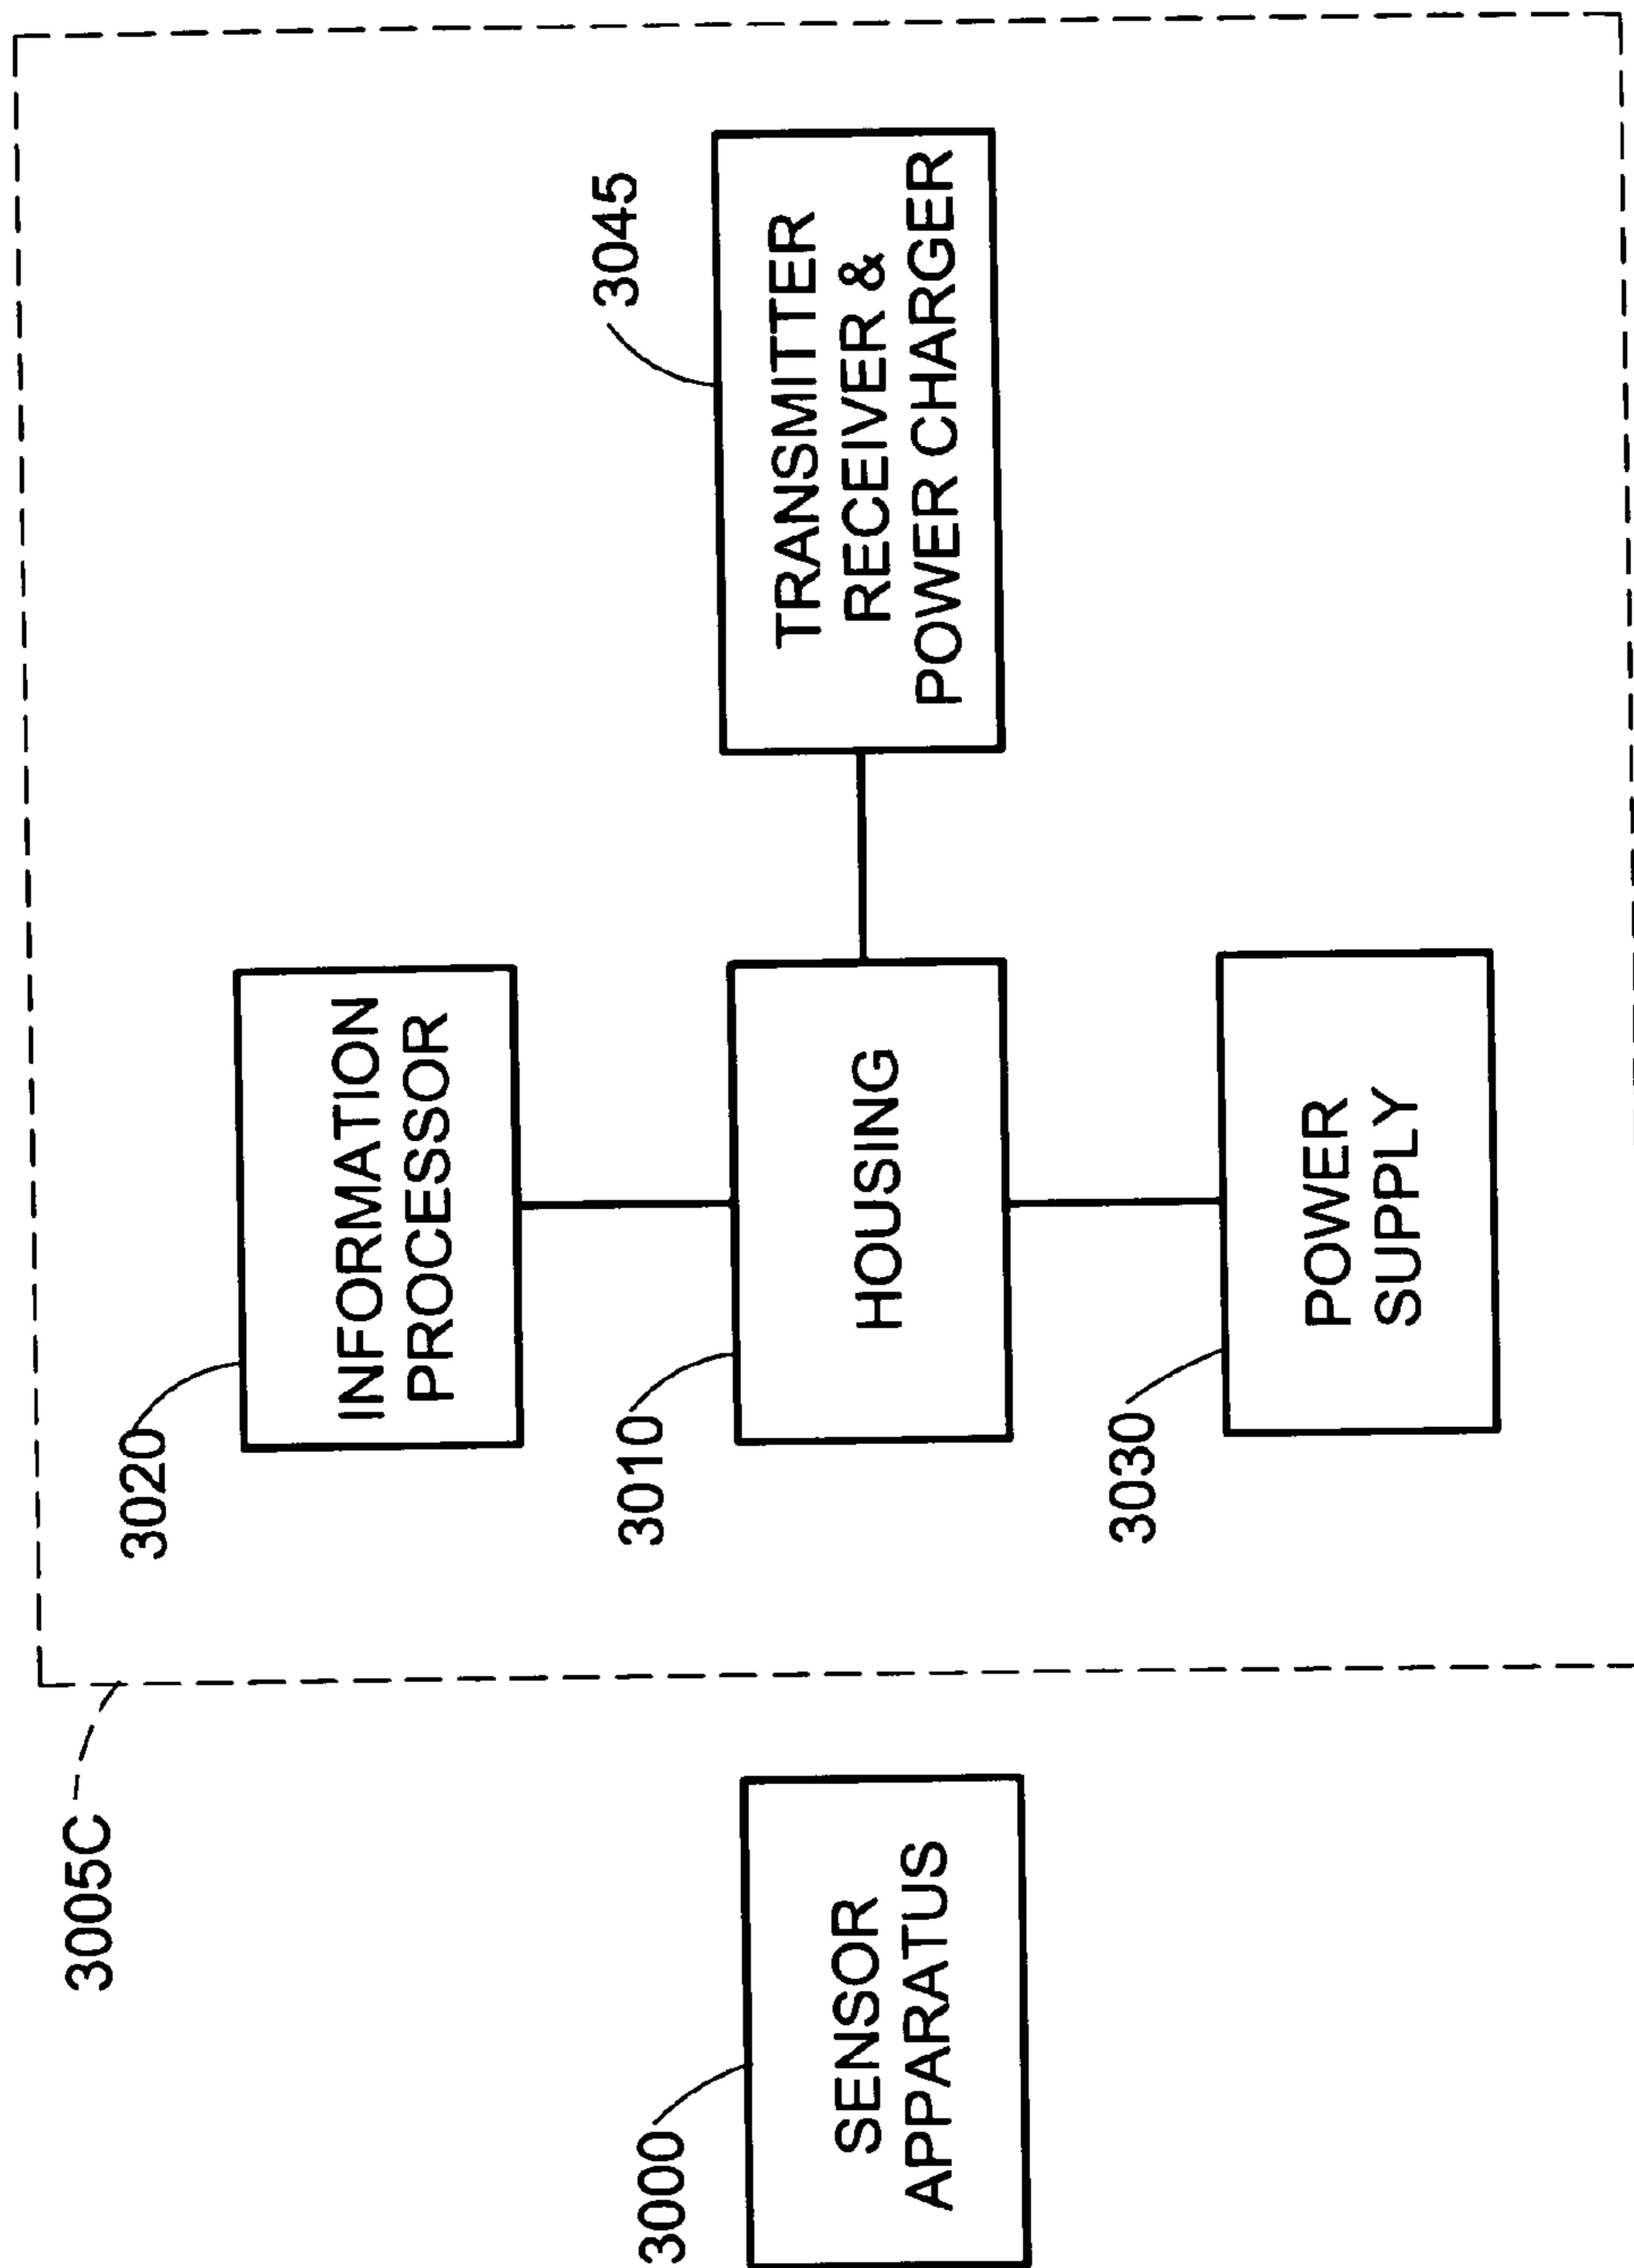 3005C
3000
SENSOR
APPARATUS
3020
INFORMATION
PROCESSOR
3010
HOUSING
3030
POWER
SUPPLY
3045
TRANSMITTER
RECEIVER &
POWER CHARGER